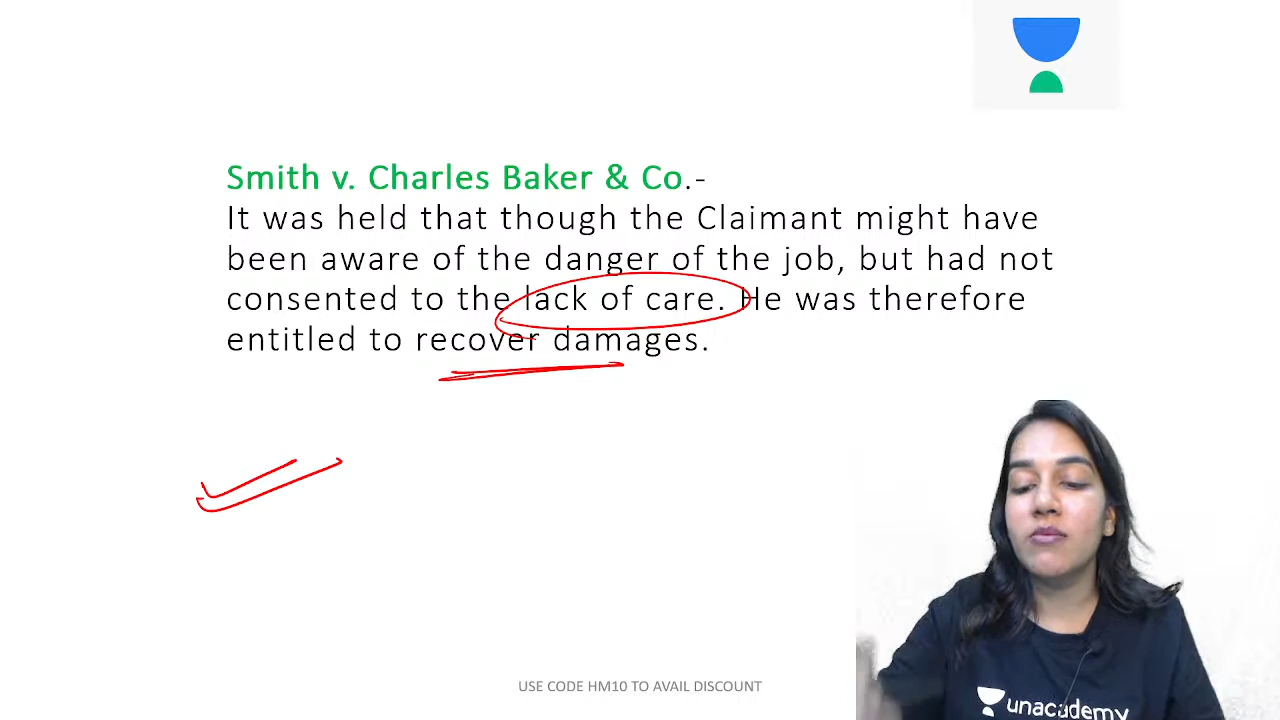 Smith v. Charles Baker & Co.-
It was held that though the Claimant might have
been aware of the danger of the job, but had not
consented to the lack of care. He was therefore
entitled to recover damages.
USE CODE HM10 TO AVAIL DISCOUNT
unacademy